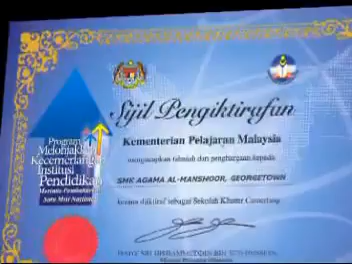 Sijil Pengiktirafan
Kementerian Pelajaran Malaysia
mengucapkan tahniah dan penghargaan kepada
SMK AGAMA AL-MANSHOOR, GEORGETOWN
kerana diiktiraf sebagai Sekolah Kluster Cemerlang
Program
Melonjakkan
Kecemerlangan
Institusi
Pendidikan